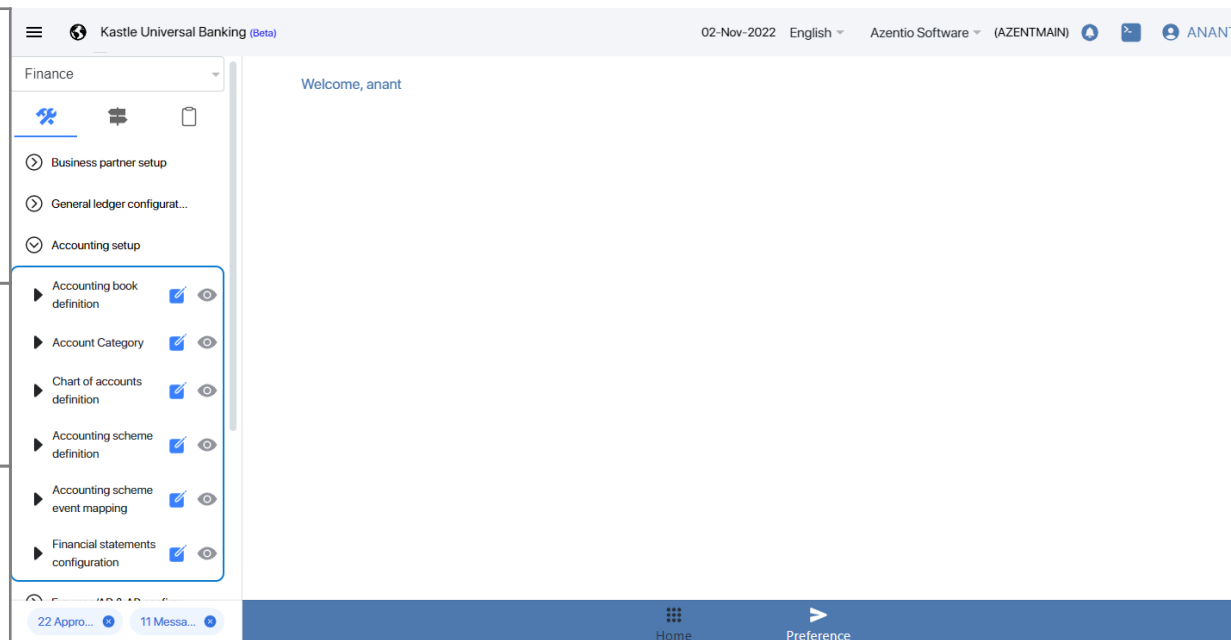 Kastle Universal Banking (Beta)
02-Nov-2022 English Azentio Software (AZENTMAIN) ANANT
Finance
Welcome, anant
Business partner setup
General ledger configurat...
Accounting setup
Accounting book
definition
Account Category
Chart of accounts
definition
Accounting scheme
definition
Accounting scheme
event mapping
Financial statements
configuration
22 Appro...
11 Messa...
Home
Preference